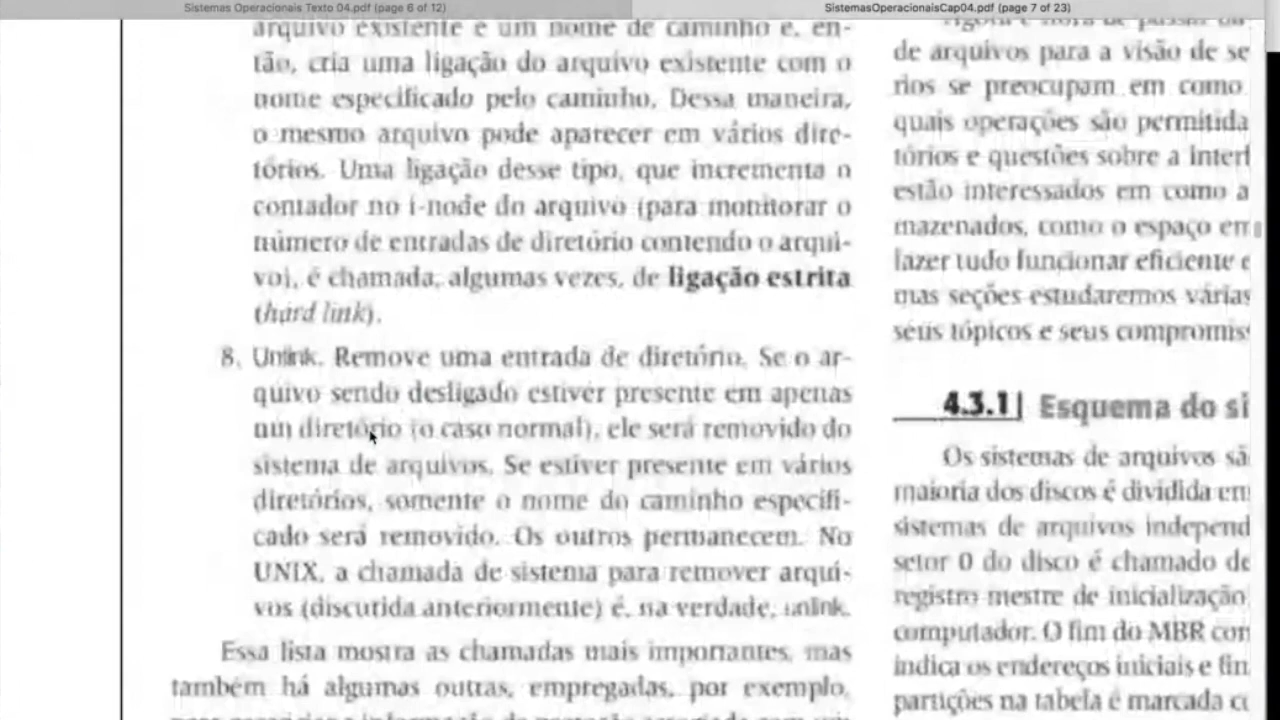 Sistemas Operacionais Texto 04.pdf (page 6 of 12)
SistemasOperacionaisCap04.pdf (page 7 of 23)
arquivo existente e um nome de caminho e, en-
tão, cria uma ligação do arquivo existente com o
nome especificado pelo caminho. Dessa maneira,
o mesmo arquivo pode aparecer em vários dire-
tórios. Uma ligação desse tipo, que incrementa o
contador no i-node do arquivo (para monitorar o
número de entradas de diretório contendo o arqui-
vo), é chamada, algumas vezes, de ligação estrita
(hard link).
8. Unlink. Remove uma entrada de diretório. Se o ar-
quivo sendo desligado estiver presente em apenas
um diretório (o caso normal), ele será removido do
sistema de arquivos. Se estiver presente em vários
diretórios, somente o nome do caminho especifi-
cado será removido. Os outros permanecem. No
UNIX, a chamada de sistema para remover arqui-
vos (discutida anteriormente) é, na verdade, unlink.
Essa lista mostra as chamadas mais importantes, mas
também há algumas outras, empregadas, por exemplo,
de arquivos para a visão de se
rios se preocupam em como
quais operações são permitida
tórios e questões sobre a interf
estão interessados em como a
mazenados, como o espaço em
fazer tudo funcionar eficiente e
mas seções estudaremos várias
seus tópicos e seus compromis
4.3.1 | Esquema do si
Os sistemas de arquivos sã
maioria dos discos é dividida em
sistemas de arquivos independ
setor 0 do disco é chamado de
registro mestre de inicialização
computador. O fim do MBR con
indica os endereços iniciais e fin
partições na tabela é marcada co